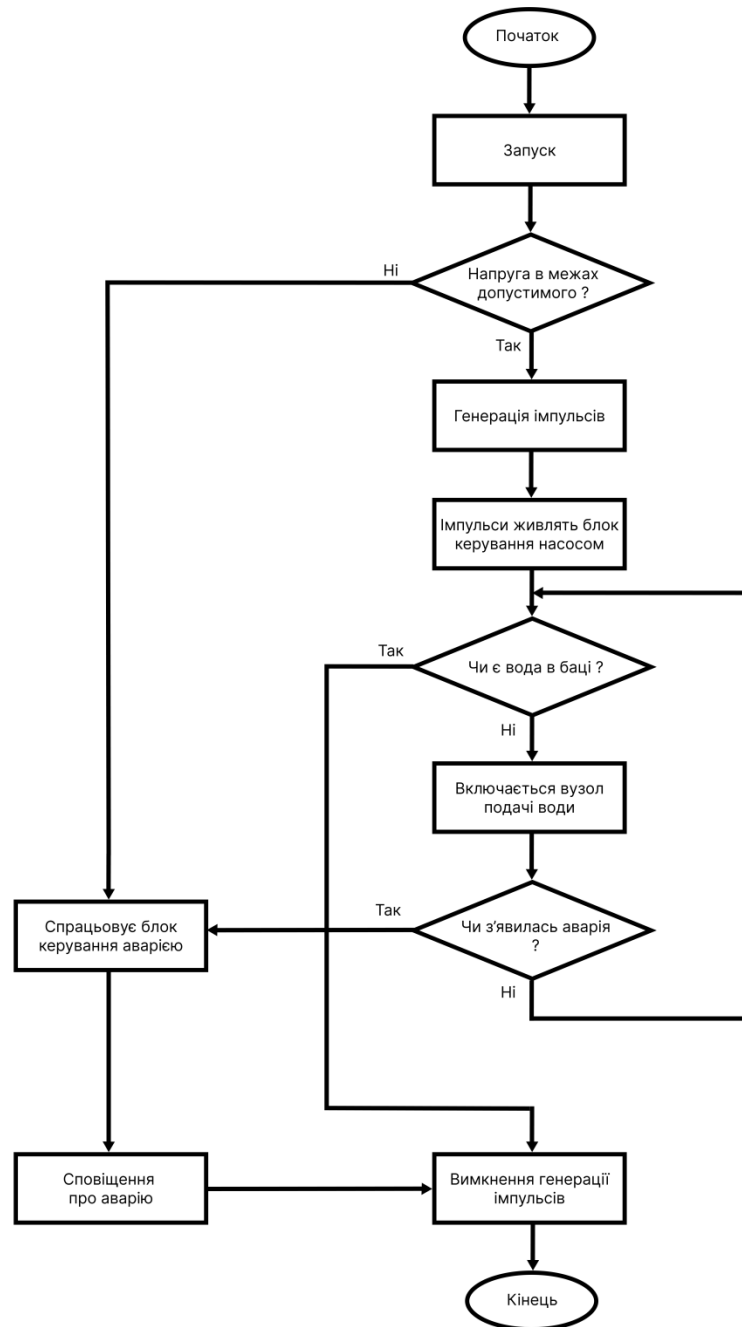 Початок
Запуск
Ні
Напруга в межах
допустимого ?
Так
Генерація імпульсів
Імпульси живлять блок
керування насосом
Так
Чи є вода в баці ?
Ні
Включається вузол
подачі води
Спрацьовує блок
керування аварією
Так
Чи з'явилась аварія
?
Ні
Сповіщення
про аварію
Вимкнення генерації
імпульсів
Кінець